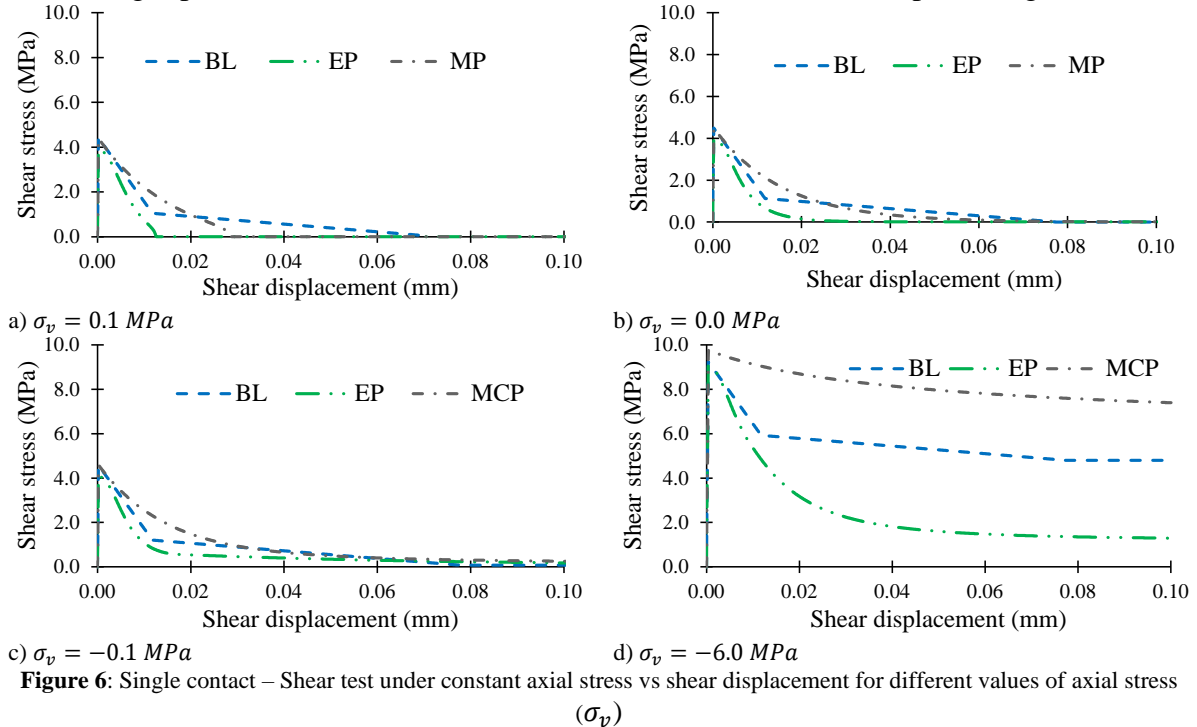 10.0
8.0
6.0
4.0
2.0
0.0
Shear stress (MPa)
BL EP MP
0.00 0.02 0.04 0.06 0.08 0.10
Shear displacement (mm)
a) σ_v = 0.1 MPa
10.0
8.0
6.0
4.0
2.0
0.0
Shear stress (MPa)
BL EP MP
0.00 0.02 0.04 0.06 0.08 0.10
Shear displacement (mm)
b) σ_v = 0.0 MPa
10.0
8.0
6.0
4.0
2.0
0.0
Shear stress (MPa)
BL EP MCP
0.00 0.02 0.04 0.06 0.08 0.10
Shear displacement (mm)
c) σ_v = −0.1 MPa
10.0
8.0
6.0
4.0
2.0
0.0
Shear stress (MPa)
BL EP MCP
0.00 0.02 0.04 0.06 0.08 0.10
Shear displacement (mm)
d) σ_v = −6.0 MPa
Figure 6: Single contact – Shear test under constant axial stress vs shear displacement for different values of axial stress
(σ_v)